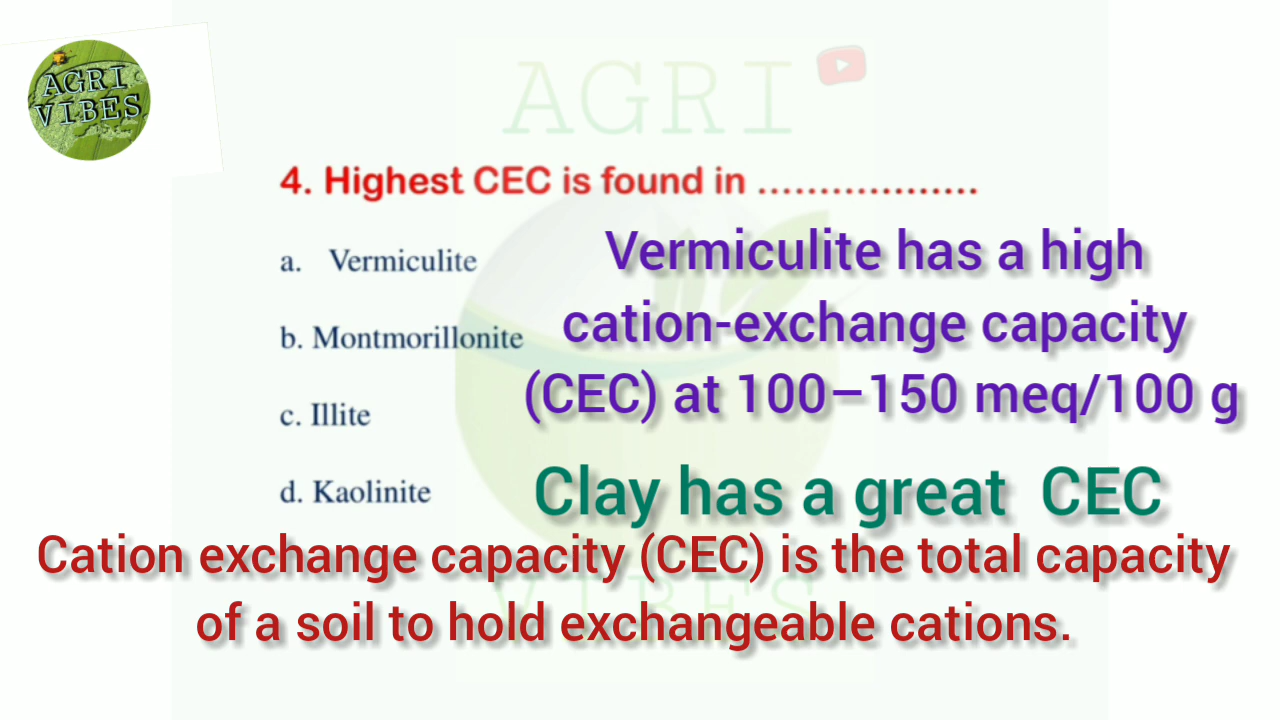 AGRI
VIBES
AGRI
4. Highest CEC is found in ..................
a. Vermiculite
b. Montmorillonite
c. Illite
d. Kaolinite
Vermiculite has a high
cation-exchange capacity
(CEC) at 100–150 meq/100 g
Clay has a great CEC
Cation exchange capacity (CEC) is the total capacity
of a soil to hold exchangeable cations.
VIBES